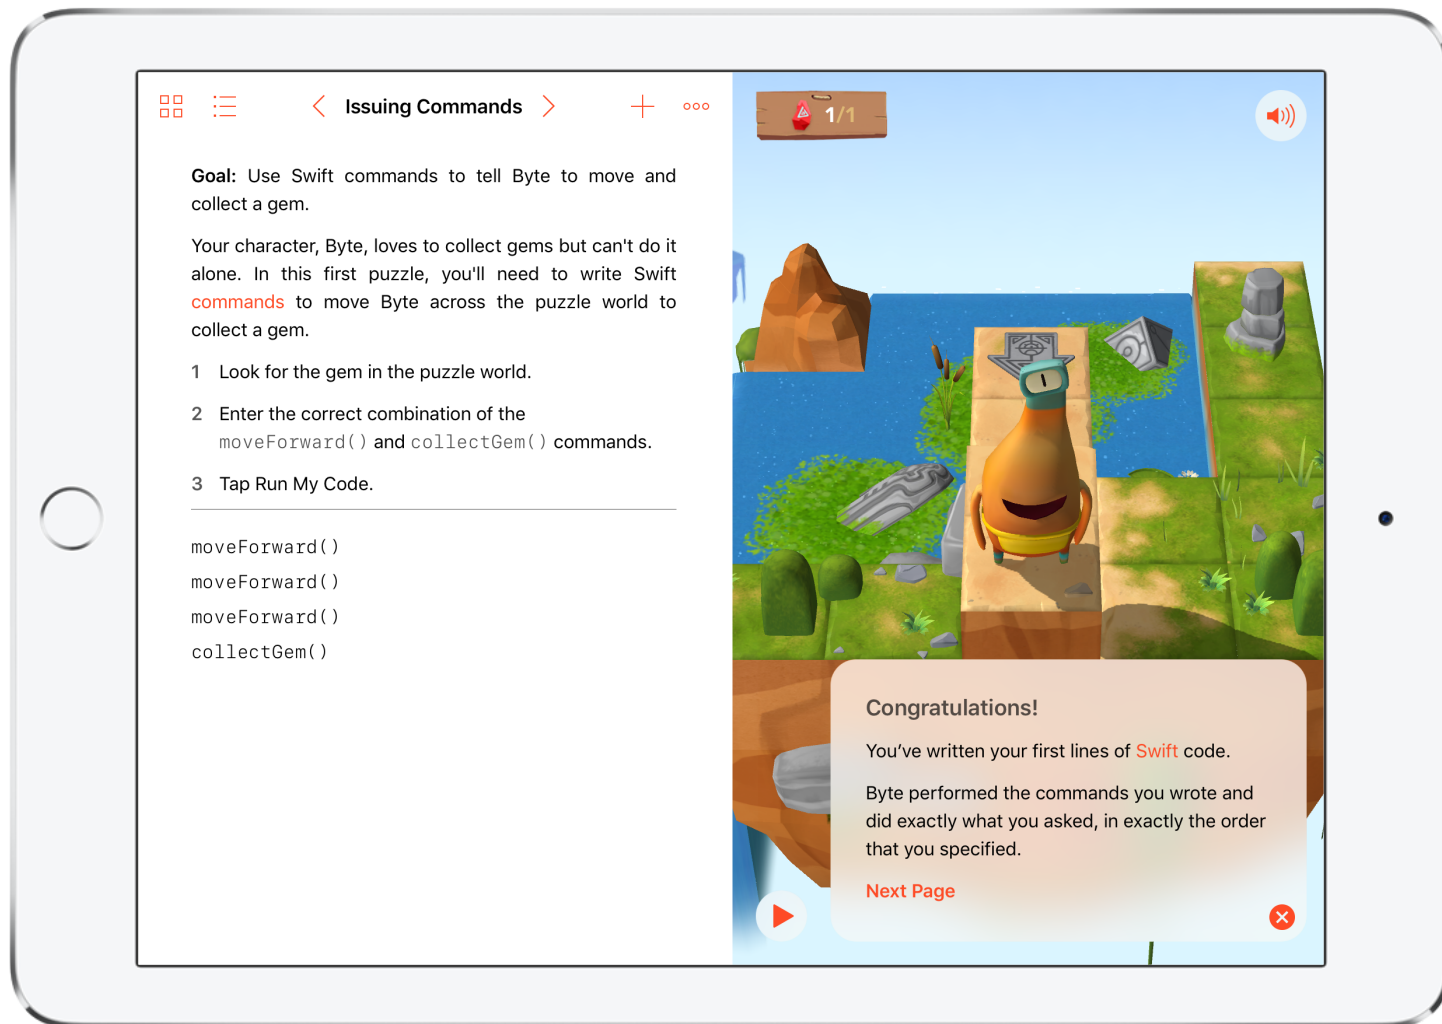 Issuing Commands
Goal: Use Swift commands to tell Byte to move and
collect a gem.
Your character, Byte, loves to collect gems but can't do it
alone. In this first puzzle, you'll need to write Swift
commands to move Byte across the puzzle world to
collect a gem.
1 Look for the gem in the puzzle world.
2 Enter the correct combination of the
moveForward() and collectGem() commands.
3 Tap Run My Code.
moveForward()
moveForward()
moveForward()
collectGem()
1/1
Congratulations!
You’ve written your first lines of Swift code.
Byte performed the commands you wrote and
did exactly what you asked, in exactly the order
that you specified.
Next Page